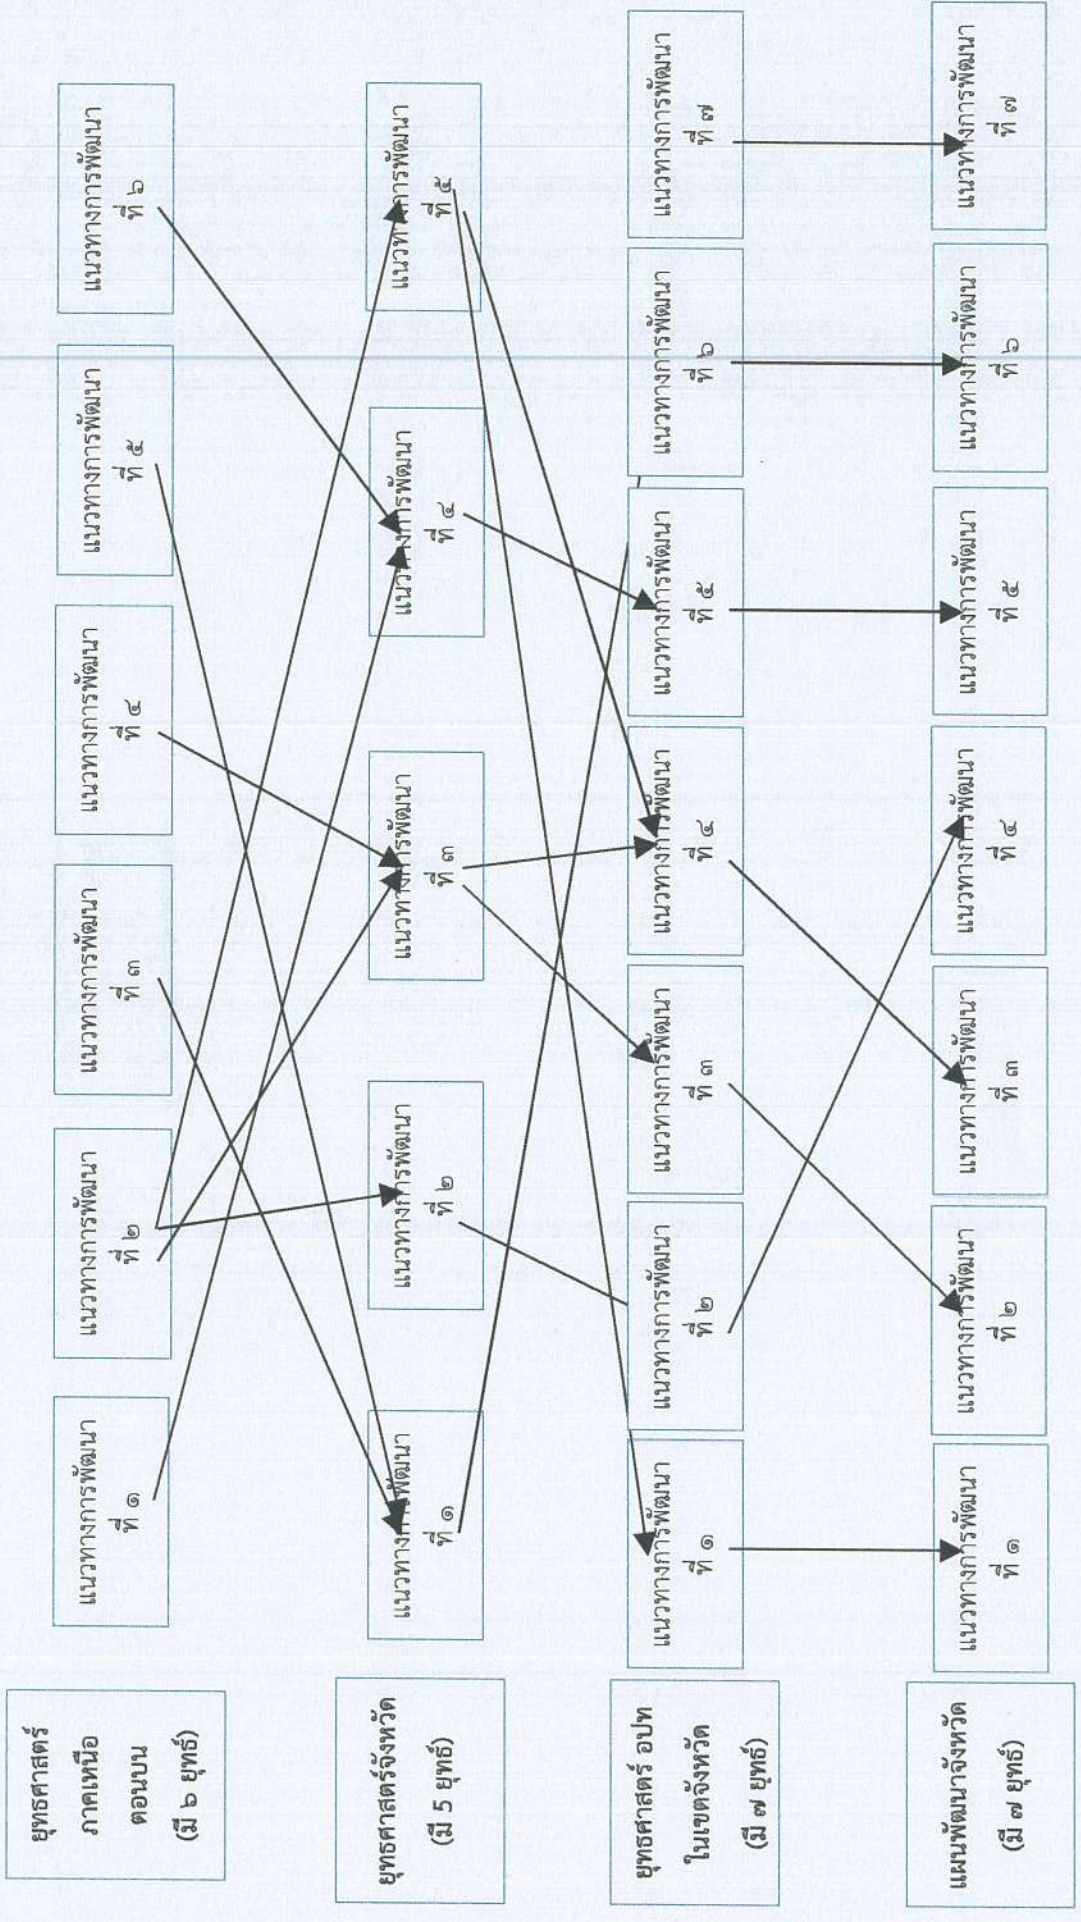 ยุทธศาสตร์
ภาคเหนือ
ตอนบน
(มี ๖ ยุทธ์)
แนวทางการพัฒนา
ที่ ๑
แนวทางการพัฒนา
ที่ ๒
แนวทางการพัฒนา
ที่ ๓
แนวทางการพัฒนา
ที่ ๔
แนวทางการพัฒนา
ที่ ๕
แนวทางการพัฒนา
ที่ ๖
ยุทธศาสตร์จังหวัด
(มี 5 ยุทธ์)
แนวทางการพัฒนา
ที่ ๑
แนวทางการพัฒนา
ที่ ๒
แนวทางการพัฒนา
ที่ ๓
แนวทางการพัฒนา
ที่ ๔
แนวทางการพัฒนา
ที่ ๕
ยุทธศาสตร์ อปท
ในเขตจังหวัด
(มี ๗ ยุทธ์)
แนวทางการพัฒนา
ที่ ๑
แนวทางการพัฒนา
ที่ ๒
แนวทางการพัฒนา
ที่ ๓
แนวทางการพัฒนา
ที่ ๔
แนวทางการพัฒนา
ที่ ๕
แนวทางการพัฒนา
ที่ ๖
แนวทางการพัฒนา
ที่ ๗
แผนพัฒนาจังหวัด
(มี ๗ ยุทธ์)
แนวทางการพัฒนา
ที่ ๑
แนวทางการพัฒนา
ที่ ๒
แนวทางการพัฒนา
ที่ ๓
แนวทางการพัฒนา
ที่ ๔
แนวทางการพัฒนา
ที่ ๕
แนวทางการพัฒนา
ที่ ๖
แนวทางการพัฒนา
ที่ ๗